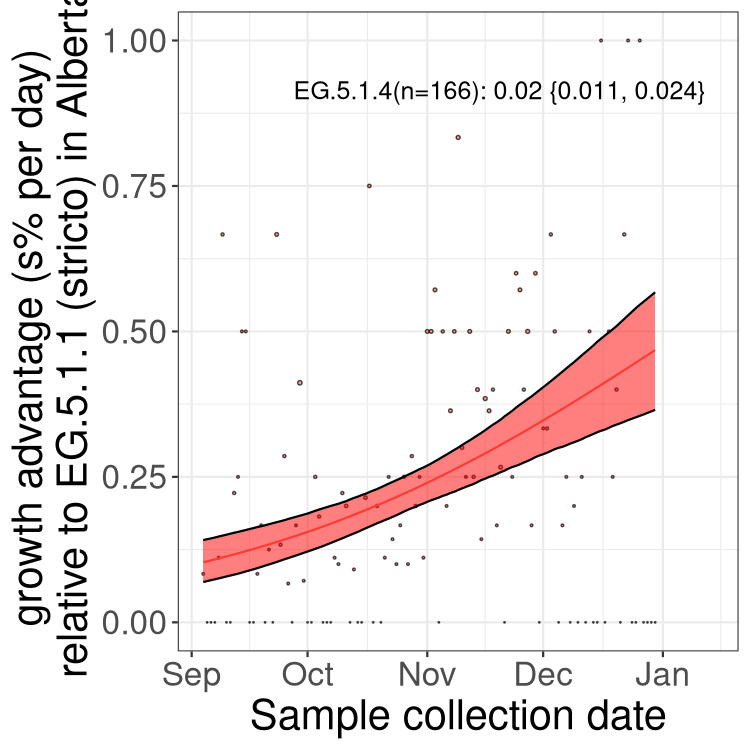 growth advantage (s% per day)
relative to EG.5.1.1 (stricto) in Alberta
1.00
0.75
0.50
0.25
0.00
EG.5.1.4(n=166): 0.02 {0.011, 0.024}
Sep Oct Nov Dec Jan
Sample collection date